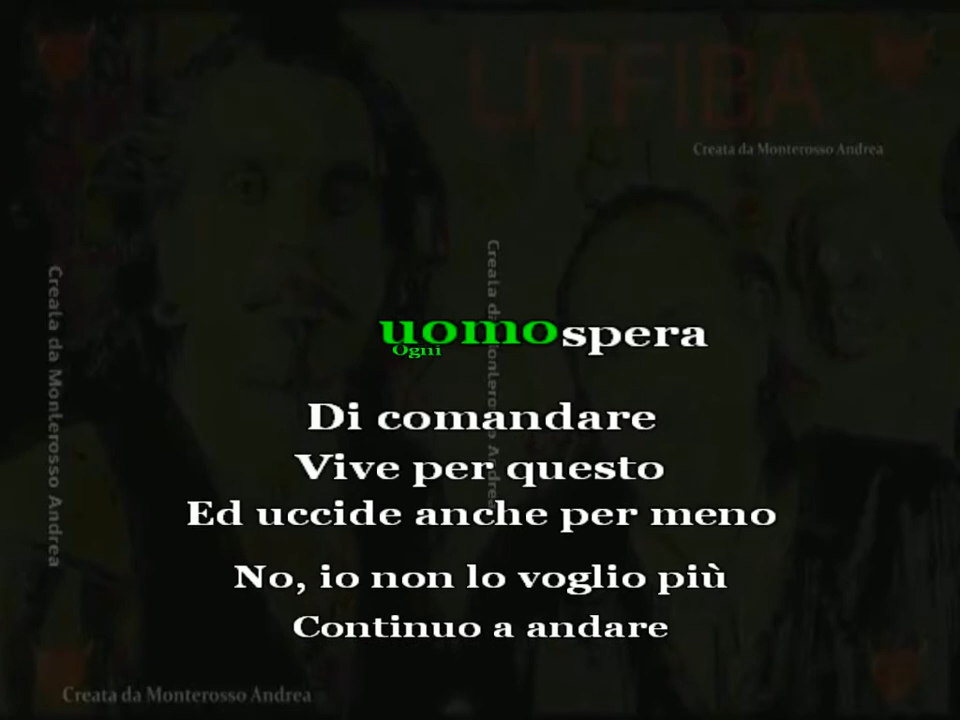 LITFIBA
Creata da Monterosso Andrea
Creata da Monterosso Andrea
Creata da Monterosso Andrea
Ogni uomo spera
Di comandare
Vive per questo
Ed uccide anche per meno
No, io non lo voglio più
Continuo a andare
Creata da Monterosso Andrea